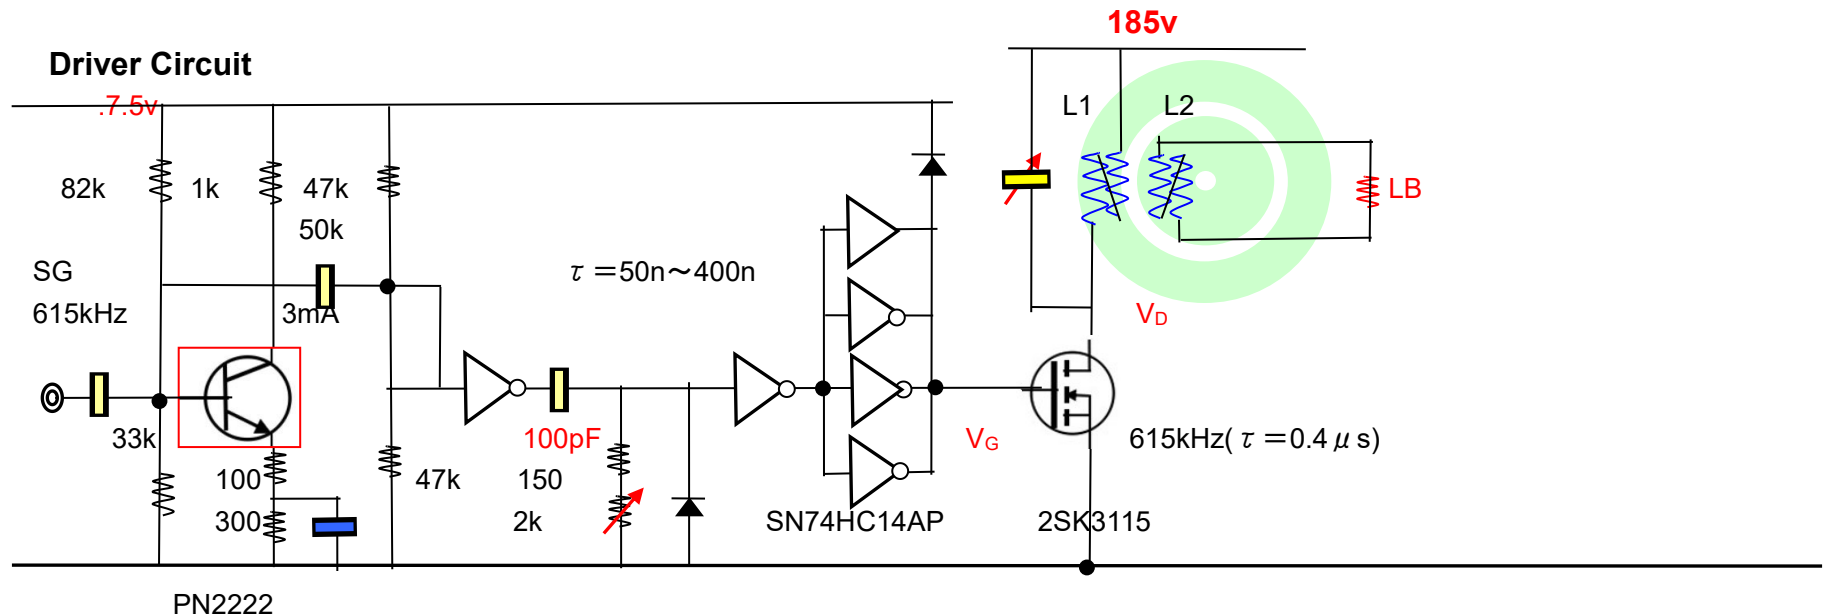 185v
Driver Circuit
.7.5v
L1
L2
82k
1k
47k
LB
50k
SG
τ=50n～400n
615kHz
3mA
VD
33k
100pF
VG
615kHz(τ=0.4μs)
100
47k
150
300
2k
SN74HC14AP
2SK3115
PN2222